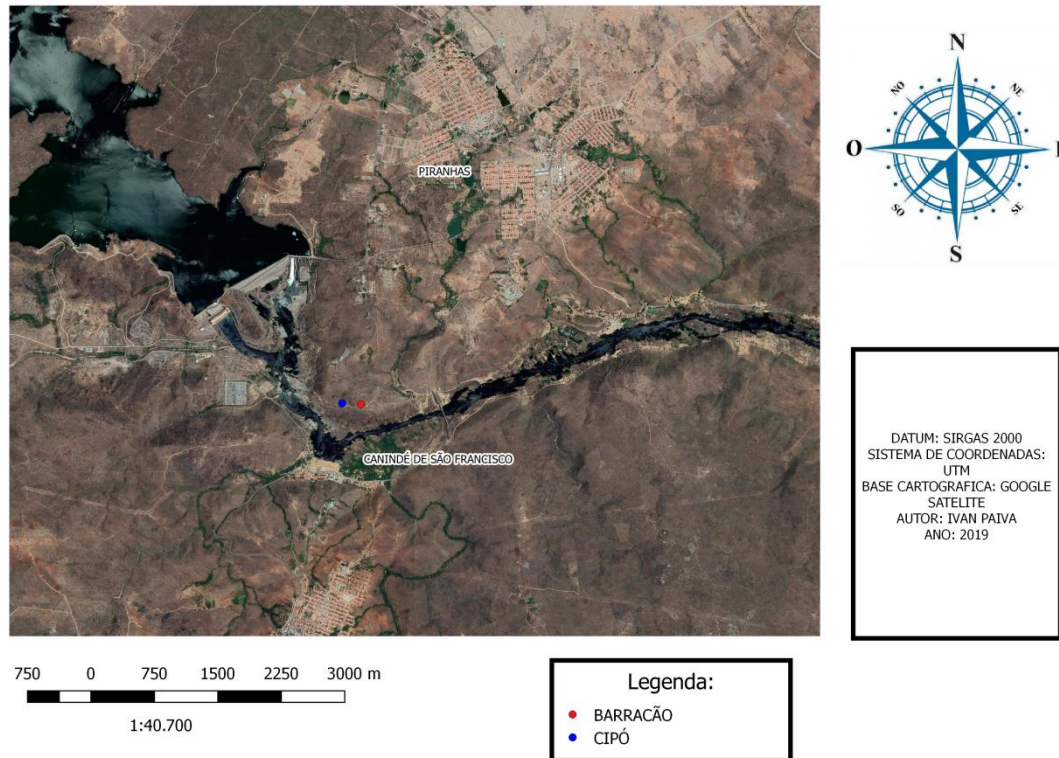 N
NO
NE
O
SO
SE
S
PIRANHAS
CANINDÉ DE SÃO FRANCISCO
DATUM: SIRGAS 2000
SISTEMA DE COORDENADAS:
UTM
BASE CARTOGRAFICA: GOOGLE
SATELITE
AUTOR: IVAN PAIVA
ANO: 2019
750 0 750 1500 2250 3000 m
1:40.700
Legenda:
BARRACÃO
CIPÓ